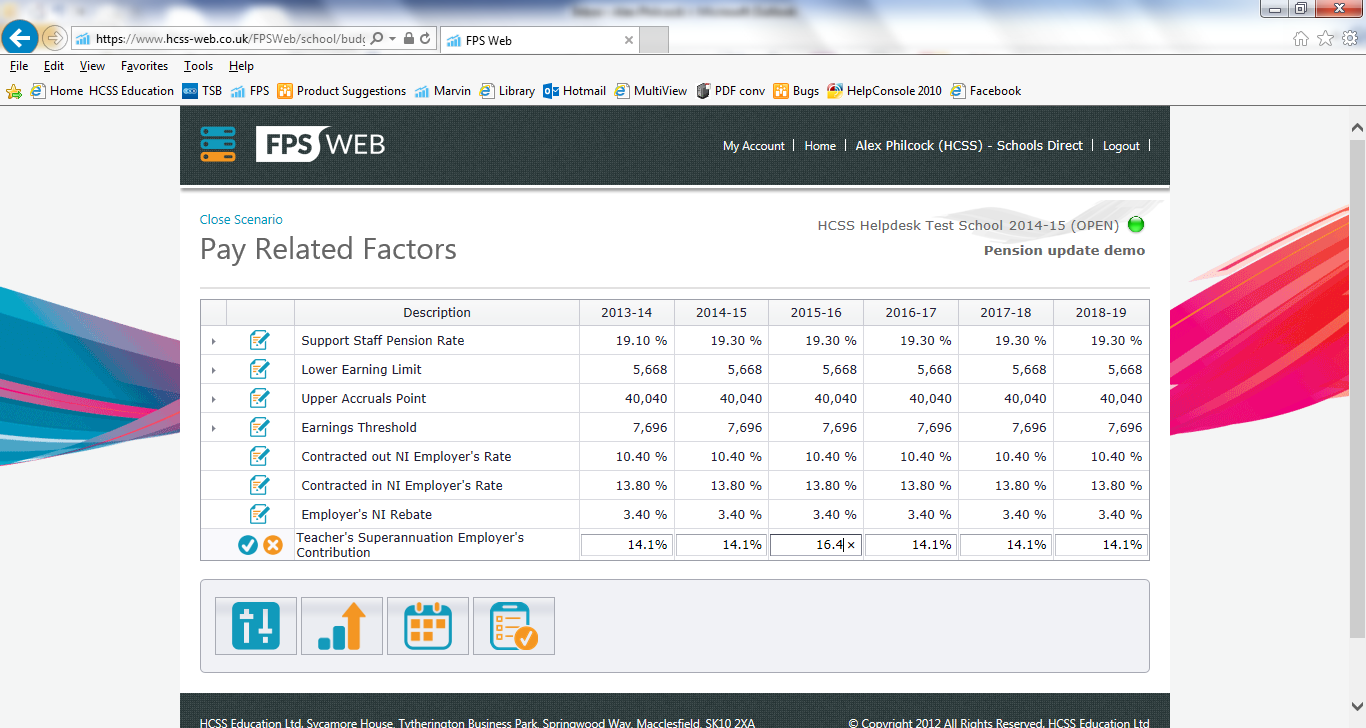 https://www.hcss-web.co.uk/FPSWeb/school/budg
FPS Web
File Edit View Favorites Tools Help
Home HCSS Education TSB FPS Product Suggestions Marvin Library Hotmail MultiView PDF conv Bugs HelpConsole 2010 Facebook
FPS WEB
My Account | Home | Alex Philcock (HCSS) - Schools Direct | Logout |
Close Scenario
HCSS Helpdesk Test School 2014-15 (OPEN)
Pay Related Factors
Pension update demo
Description 2013-14 2014-15 2015-16 2016-17 2017-18 2018-19
Support Staff Pension Rate 19.10 % 19.30 % 19.30 % 19.30 % 19.30 % 19.30 %
Lower Earning Limit 5,668 5,668 5,668 5,668 5,668 5,668
Upper Accruals Point 40,040 40,040 40,040 40,040 40,040 40,040
Earnings Threshold 7,696 7,696 7,696 7,696 7,696 7,696
Contracted out NI Employer's Rate 10.40 % 10.40 % 10.40 % 10.40 % 10.40 % 10.40 %
Contracted in NI Employer's Rate 13.80 % 13.80 % 13.80 % 13.80 % 13.80 % 13.80 %
Employer's NI Rebate 3.40 % 3.40 % 3.40 % 3.40 % 3.40 % 3.40 %
Teacher's Superannuation Employer's
Contribution 14.1% 14.1% 16.4 14.1% 14.1% 14.1%
HCSS Education Ltd, Sycamore House, Tytherington Business Park, Springwood Way, Macclesfield, SK10 2XA
© Copyright 2012 All Rights Reserved, HCSS Education Ltd